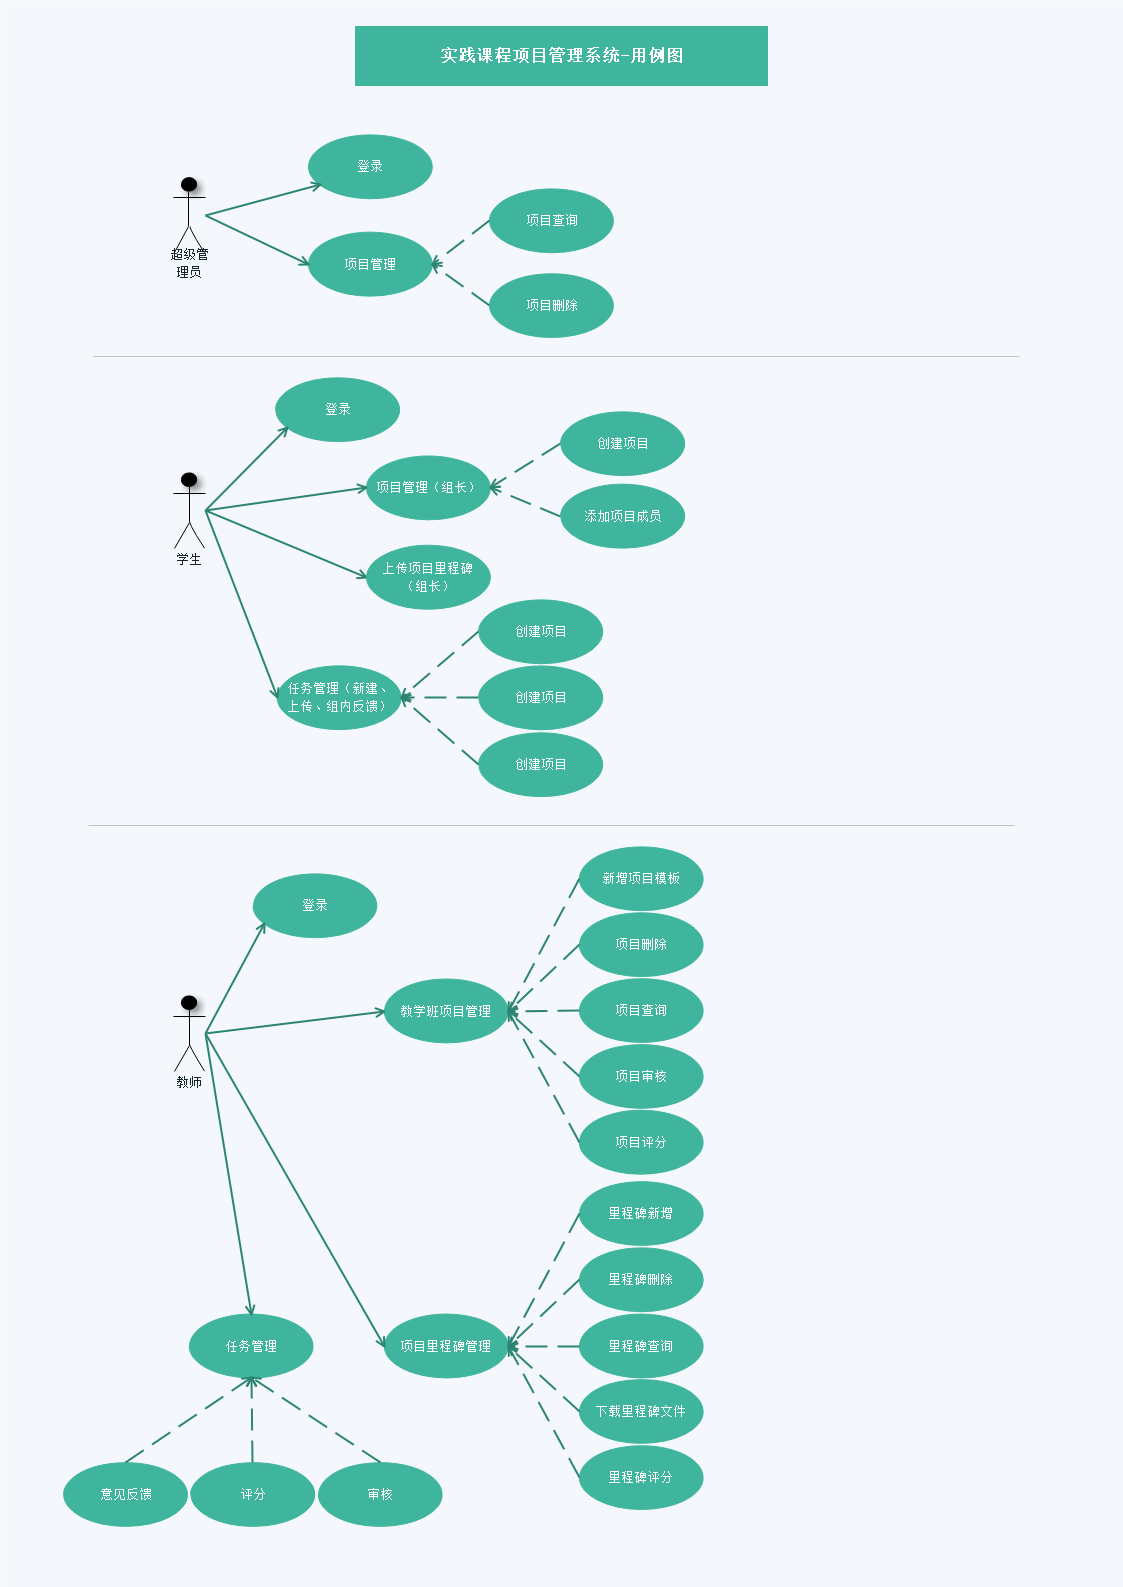 实践课程项目管理系统-用例图
登录
项目查询
超级管
理员
项目管理
项目删除
登录
创建项目
项目管理（组长）
添加项目成员
学生
上传项目里程碑
（组长）
创建项目
任务管理（新建、
上传、组内反馈）
创建项目
创建项目
新增项目模板
登录
项目删除
教学班项目管理
项目查询
教师
项目审核
项目评分
里程碑新增
里程碑删除
任务管理
项目里程碑管理
里程碑查询
下载里程碑文件
里程碑评分
意见反馈
评分
审核